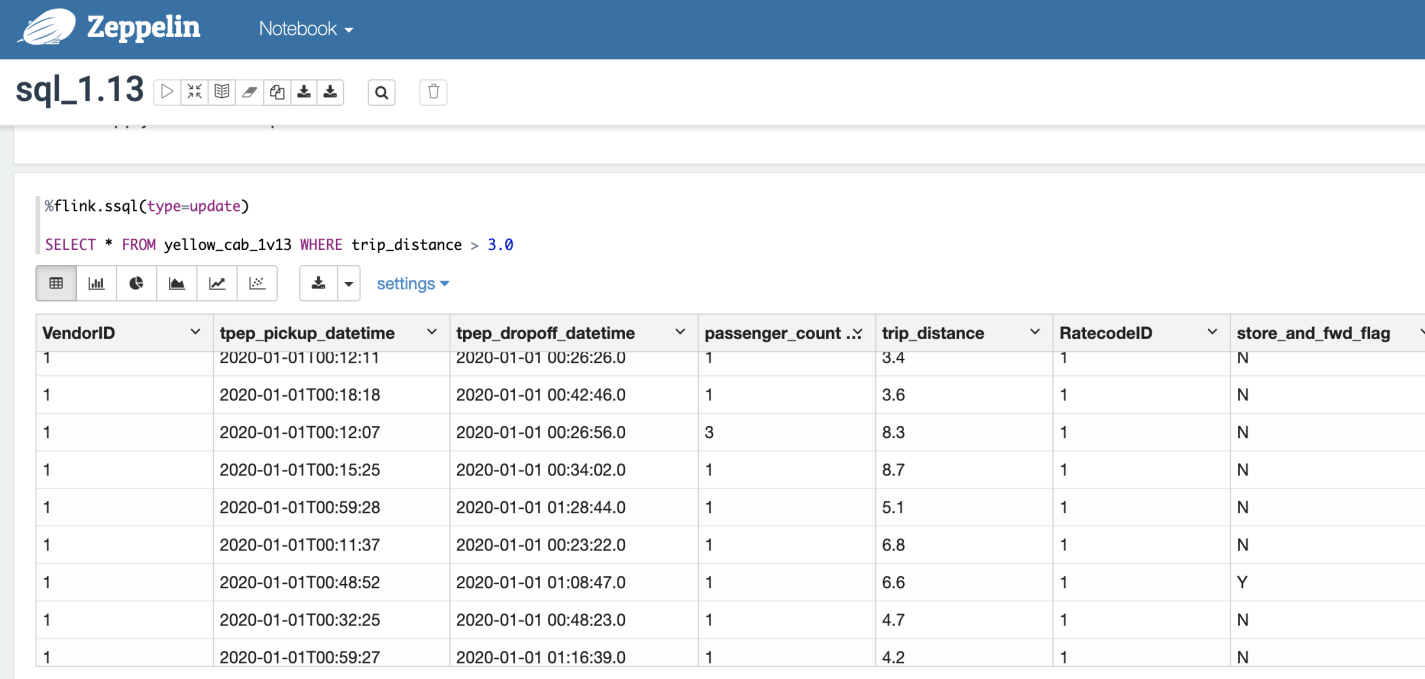 Zeppelin Notebook
sql_1.13
%flink.ssql(type=update)
SELECT * FROM yellow_cab_1v13 WHERE trip_distance > 3.0
settings
VendorID tpep_pickup_datetime tpep_dropoff_datetime passenger_count ... trip_distance RatecodeID store_and_fwd_flag
1 2020-01-01T00:12:11 2020-01-01 00:26:26.0 1 3.4 1 N
1 2020-01-01T00:18:18 2020-01-01 00:42:46.0 1 3.6 1 N
1 2020-01-01T00:12:07 2020-01-01 00:26:56.0 3 8.3 1 N
1 2020-01-01T00:15:25 2020-01-01 00:34:02.0 1 8.7 1 N
1 2020-01-01T00:59:28 2020-01-01 01:28:44.0 1 5.1 1 N
1 2020-01-01T00:11:37 2020-01-01 00:23:22.0 1 6.8 1 N
1 2020-01-01T00:48:52 2020-01-01 01:08:47.0 1 6.6 1 Y
1 2020-01-01T00:32:25 2020-01-01 00:48:23.0 1 4.7 1 N
1 2020-01-01T00:59:27 2020-01-01 01:16:39.0 1 4.2 1 N